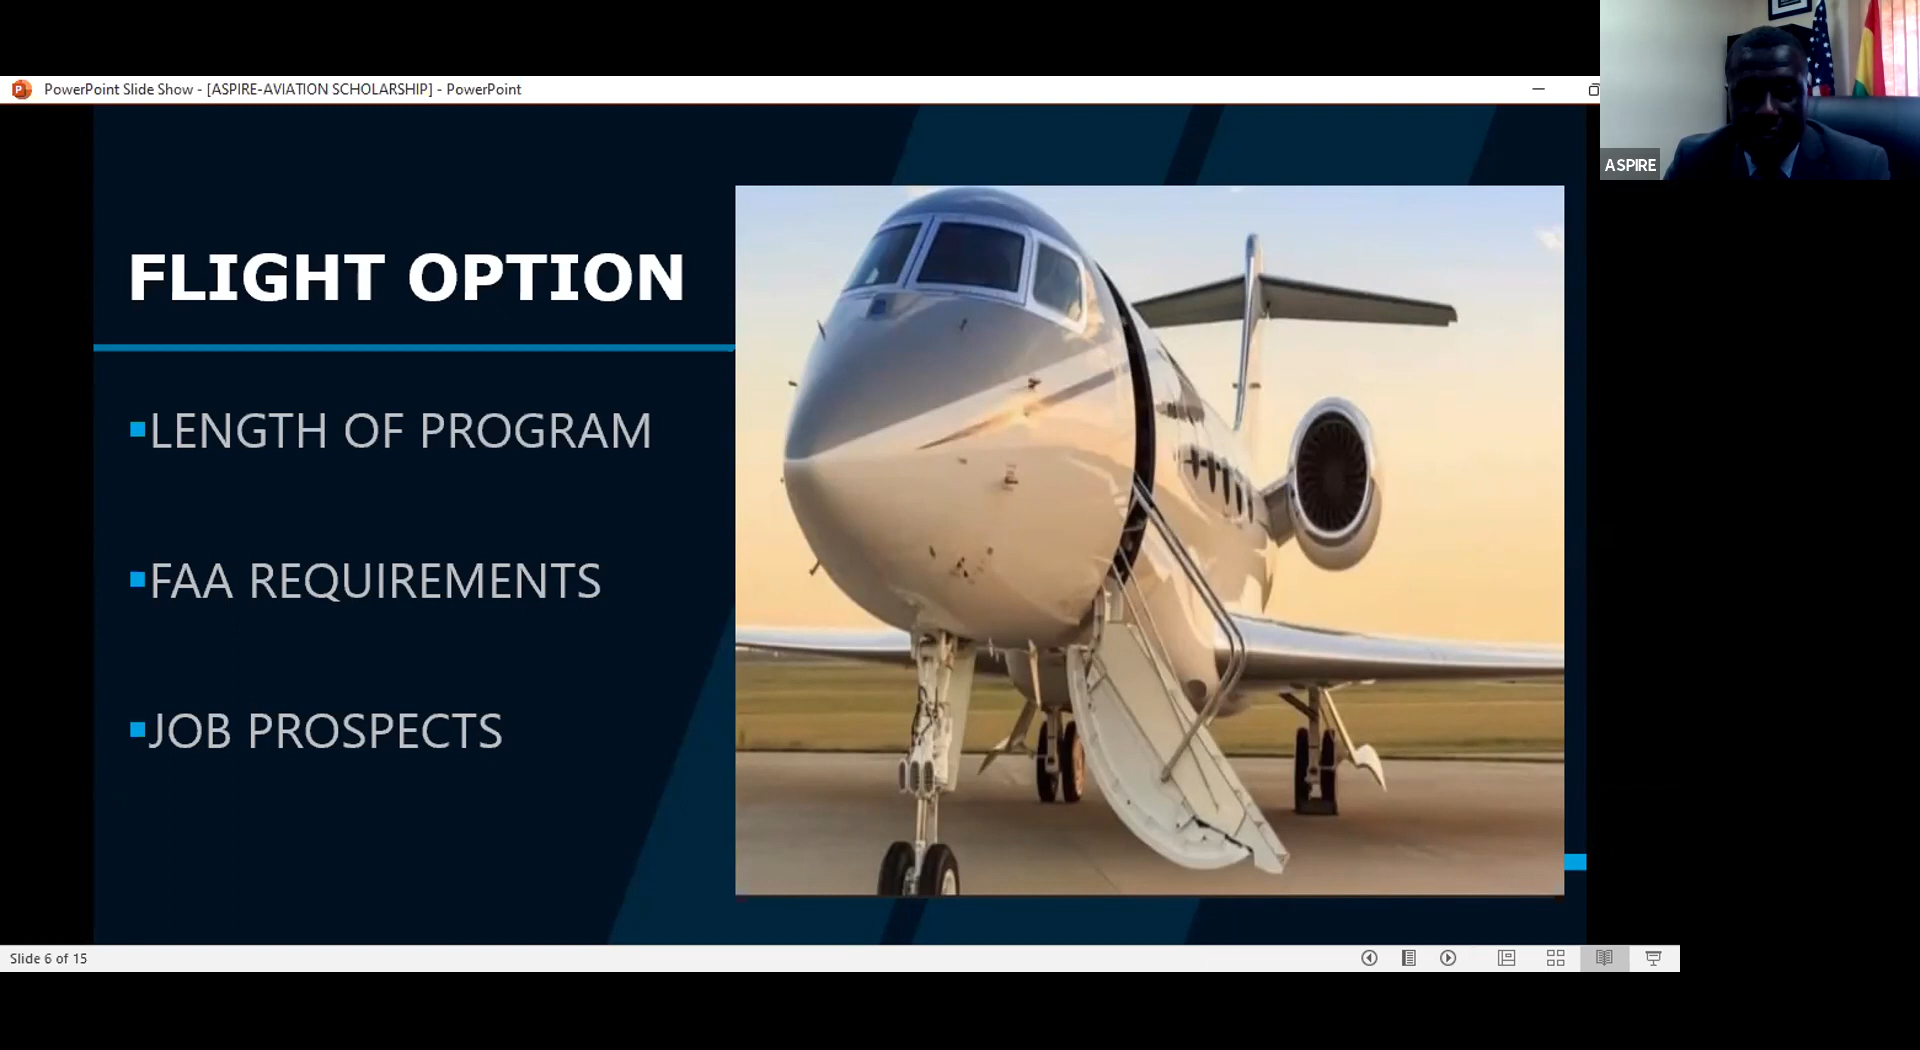 PowerPoint Slide Show - [ASPIRE-AVIATION SCHOLARSHIP] - PowerPoint
ASPIRE
FLIGHT OPTION
LENGTH OF PROGRAM
FAA REQUIREMENTS
JOB PROSPECTS
Slide 6 of 15